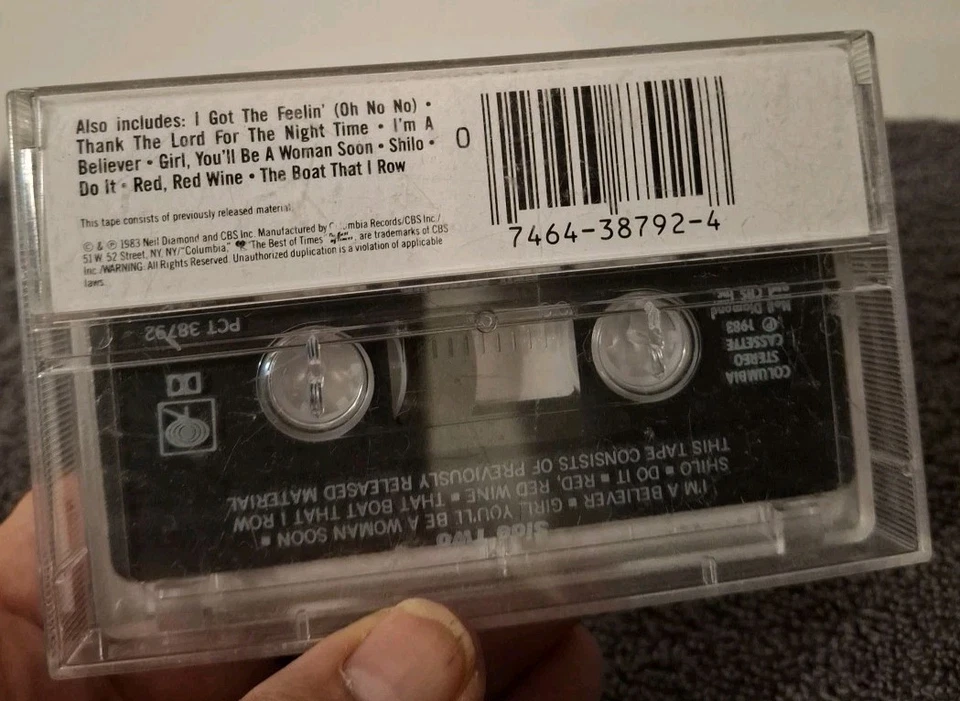 Also includes: I Got The Feelin' (Oh No No) •
Thank The Lord For The Night Time • I'm A
Believer • Girl, You'll Be A Woman Soon • Shilo •
Do It • Red, Red Wine • The Boat That I Row
This tape consists of previously released material.
© & ℗ 1983 Neil Diamond and CBS Inc. Manufactured by Columbia Records/CBS Inc./
51 W. 52 Street, NY, NY/"Columbia," "The Best of Times" are trademarks of CBS
Inc./WARNING: All Rights Reserved. Unauthorized duplication is a violation of applicable
laws.
0
7464-38792-4
Side Two
I'M A BELIEVER ■ GIRL, YOU'LL BE A WOMAN SOON ■
SHILO ■ DO IT ■ RED, RED WINE ■ THAT BOAT THAT I ROW
THIS TAPE CONSISTS OF PREVIOUSLY RELEASED MATERIAL
COLUMBIA
STEREO
CASSETTE
℗ 1983
Neil Diamond
and CBS Inc.
PCT 38792